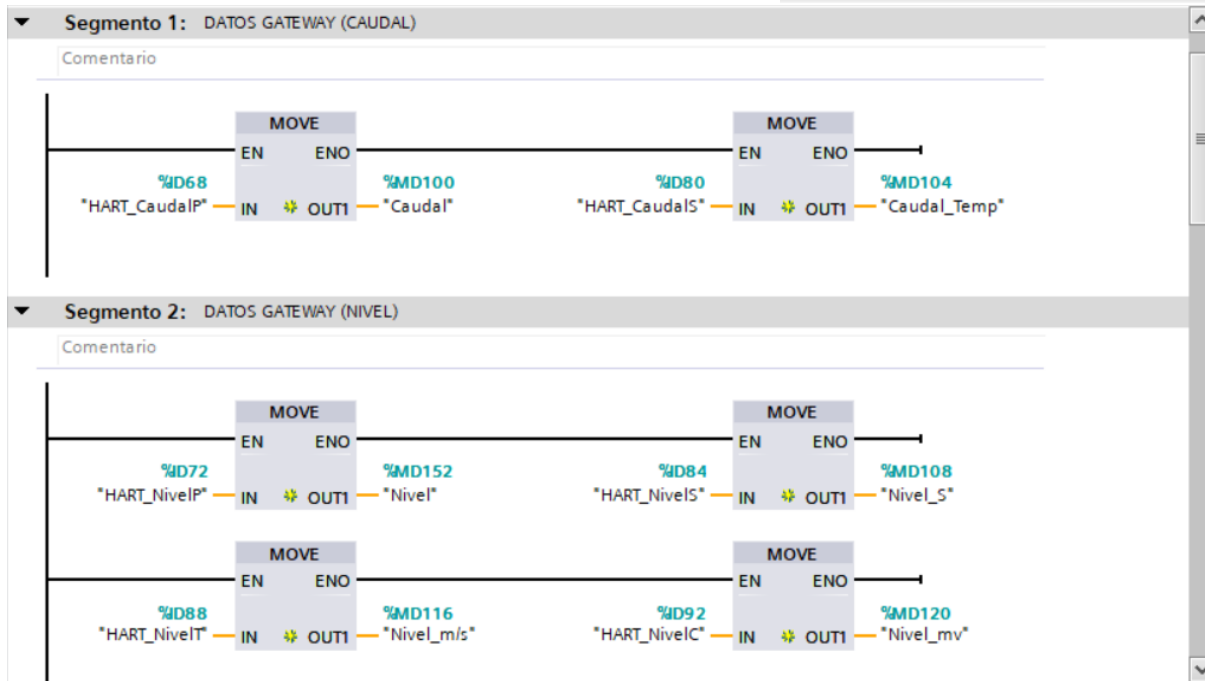 Segmento 1: DATOS GATEWAY (CAUDAL)
Comentario
MOVE MOVE
EN ENO EN ENO
%ID68 %MD100 %ID80 %MD104
"HART_CaudalP" IN OUT1 "Caudal" "HART_CaudalS" IN OUT1 "Caudal_Temp"
Segmento 2: DATOS GATEWAY (NIVEL)
Comentario
MOVE MOVE
EN ENO EN ENO
%ID72 %MD152 %ID84 %MD108
"HART_NivelP" IN OUT1 "Nivel" "HART_NivelS" IN OUT1 "Nivel_S"
MOVE MOVE
EN ENO EN ENO
%ID88 %MD116 %ID92 %MD120
"HART_NivelT" IN OUT1 "Nivel_m/s" "HART_NivelC" IN OUT1 "Nivel_mv"